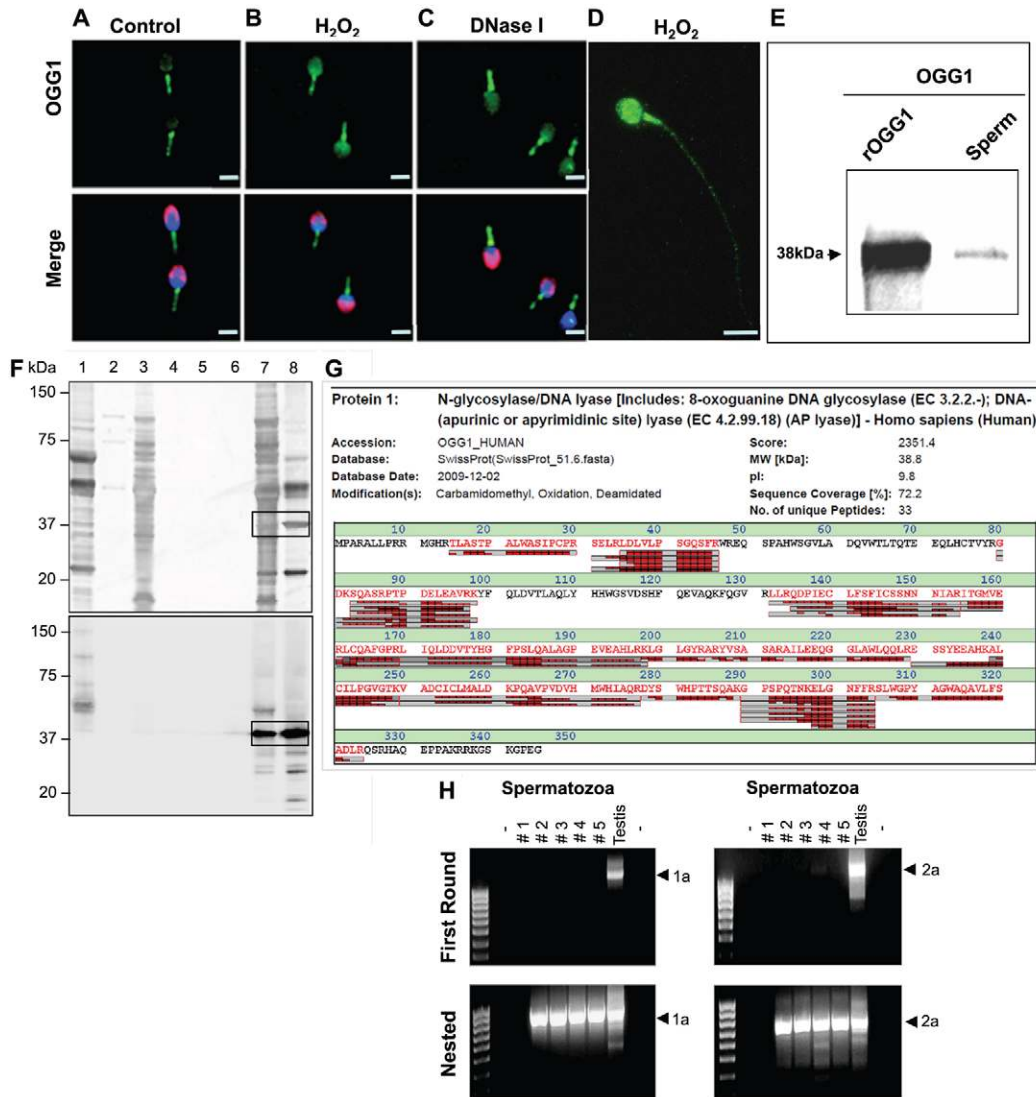 A B C D E
Control H₂O₂ DNase I H₂O₂
OGG1
Merge
OGG1
rOGG1 Sperm
38kDa
F kDa 1 2 3 4 5 6 7 8
150
75
37
20
150
75
37
20
G
Protein 1: N-glycosylase/DNA lyase [Includes: 8-oxoguanine DNA glycosylase (EC 3.2.2.-); DNA-
(apurinic or apyrimidinic site) lyase (EC 4.2.99.18) (AP lyase)] - Homo sapiens (Human)
Accession: OGG1_HUMAN Score: 2351.4
Database: SwissProt(SwissProt_51.6.fasta) MW [kDa]: 38.8
Database Date: 2009-12-02 pI: 9.8
Modification(s): Carbamidomethyl, Oxidation, Deamidated Sequence Coverage [%]: 72.2
No. of unique Peptides: 33
10 20 30 40 50 60 70 80
MPARALLPRR MGHRTLASTP ALWASIPCPR SELRLDLVLP SGQSFRWREQ SPAHWSGVLA DQVWTLTQTE EQLHCTVYRG
90 100 110 120 130 140 150 160
DKSQASRPTP DELEAVRKYF QLDVTLAQLY HHWGSVDSHF QEVAQKFQGV RLLRQDPIEC LFSFICSSNN NIARITGMVE
170 180 190 200 210 220 230 240
RLCQAFGPRL IQLDDVTYHG FPSLQALAGP EVEAHLRKLG LGYRARYVSA SARAILEEQG GLAWLQQLRE SSYEEAHKAL
250 260 270 280 290 300 310 320
CILPGVGTKV ADCICLMALD KPQAVPVDVH MWHIAQRDYS WHPTTSQAKG PSPQTNKELG NFFRSLWGPY AGWAQAVLFS
330 340 350
ADLRQSRHAQ EPPAKRRKGS KGPEG
H
Spermatozoa Spermatozoa
- # 1 # 2 # 3 # 4 # 5 Testis - - # 1 # 2 # 3 # 4 # 5 Testis -
First Round 1a 2a
Nested 1a 2a